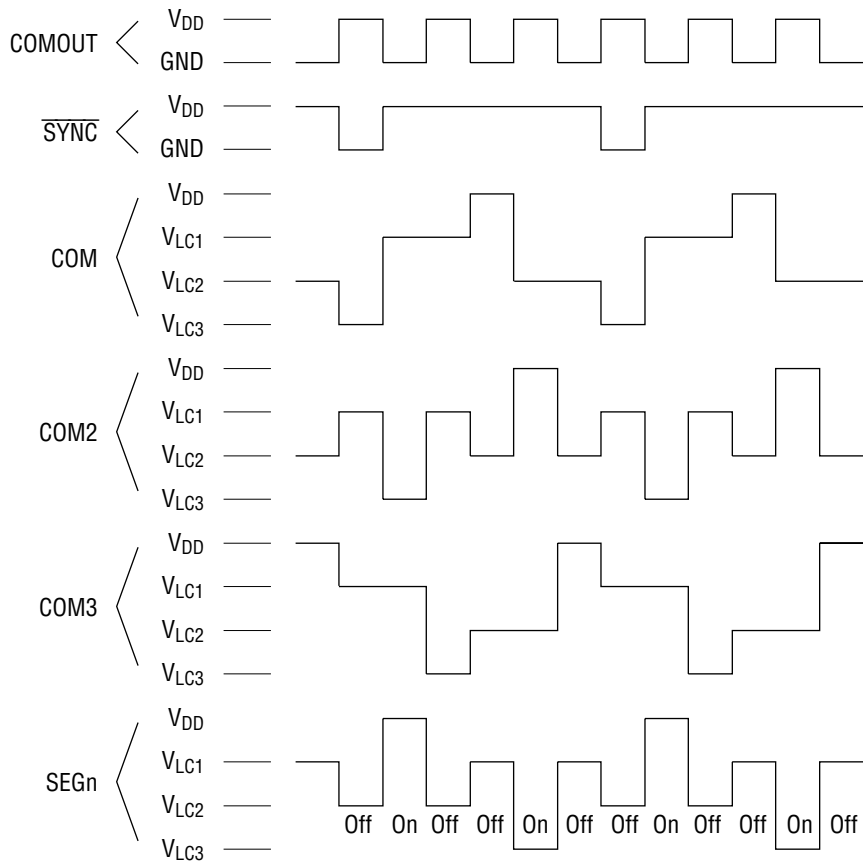 COMOUT
VDD
GND
SYNC
VDD
GND
COM
VDD
VLC1
VLC2
VLC3
COM2
VDD
VLC1
VLC2
VLC3
COM3
VDD
VLC1
VLC2
VLC3
SEGn
VDD
VLC1
VLC2
VLC3
Off On Off Off On Off Off On Off Off On Off